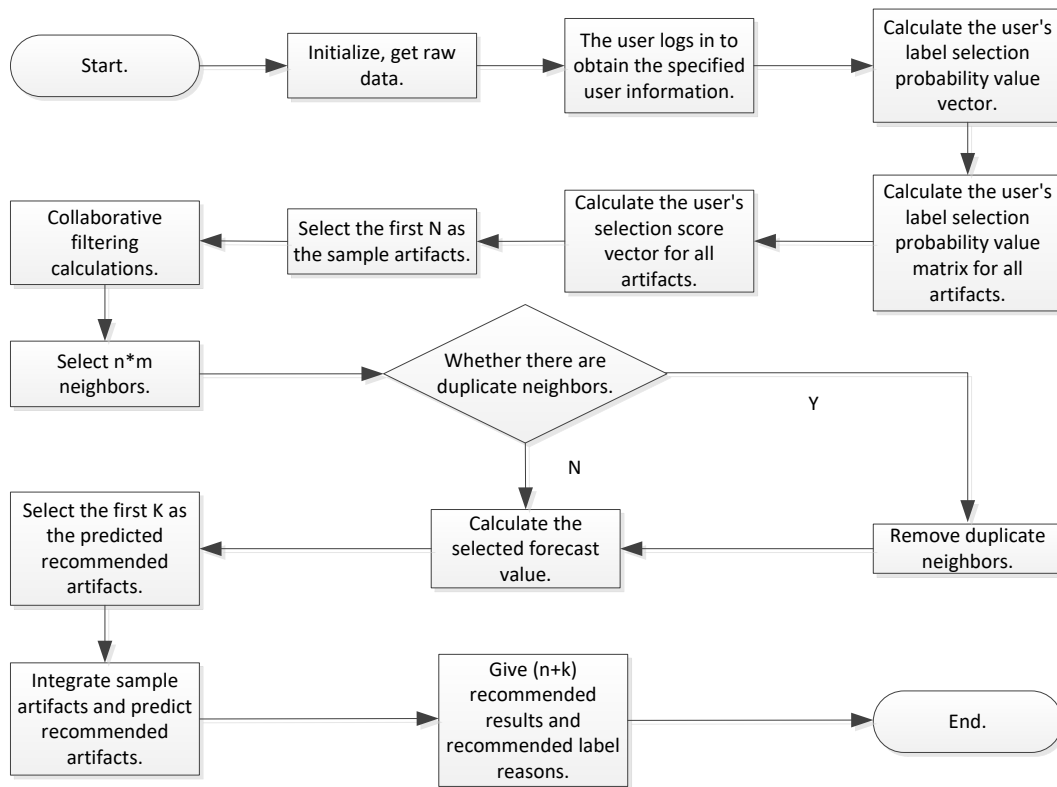 Start.
Initialize, get raw
data.
The user logs in to
obtain the specified
user information.
Calculate the user's
label selection
probability value
vector.
Calculate the user's
label selection
probability value
matrix for all
artifacts.
Calculate the user's
selection score
vector for all
artifacts.
Select the first N as
the sample artifacts.
Collaborative
filtering
calculations.
Select n*m
neighbors.
Whether there are
duplicate neighbors.
Y
N
Remove duplicate
neighbors.
Calculate the
selected forecast
value.
Select the first K as
the predicted
recommended
artifacts.
Integrate sample
artifacts and predict
recommended
artifacts.
Give (n+k)
recommended
results and
recommended label
reasons.
End.